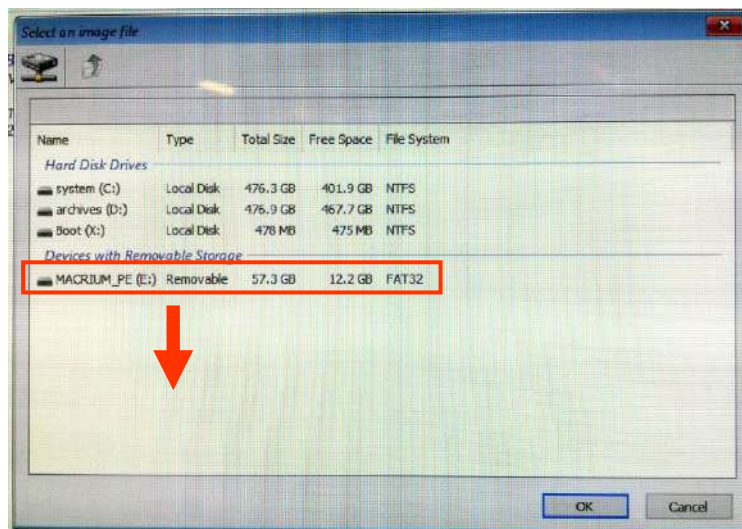 Select an image file
Name Type Total Size Free Space File System
Hard Disk Drives
system (C:) Local Disk 476.3 GB 401.9 GB NTFS
archives (D:) Local Disk 476.9 GB 467.7 GB NTFS
Boot (X:) Local Disk 478 MB 475 MB NTFS
Devices with Removable Storage
MACRIUM_PE (E:) Removable 57.3 GB 12.2 GB FAT32
OK Cancel